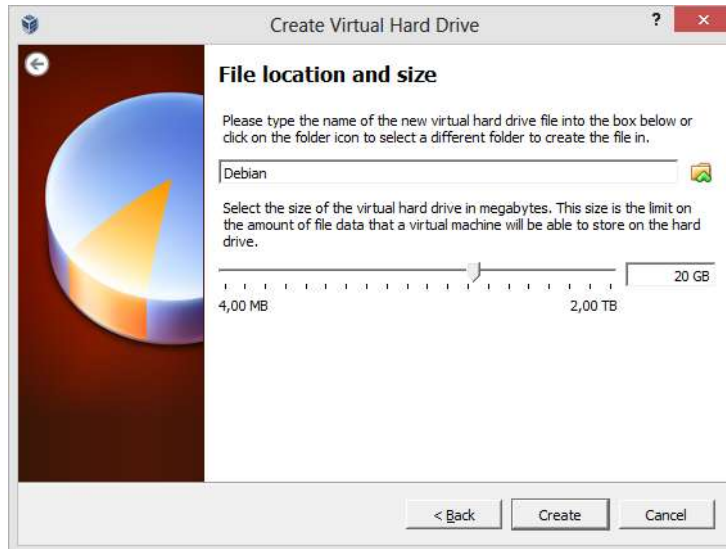 Create Virtual Hard Drive
?
×
File location and size
Please type the name of the new virtual hard drive file into the box below or
click on the folder icon to select a different folder to create the file in.
Debian
Select the size of the virtual hard drive in megabytes. This size is the limit on
the amount of file data that a virtual machine will be able to store on the hard
drive.
20 GB
4,00 MB 2,00 TB
< Back Create Cancel